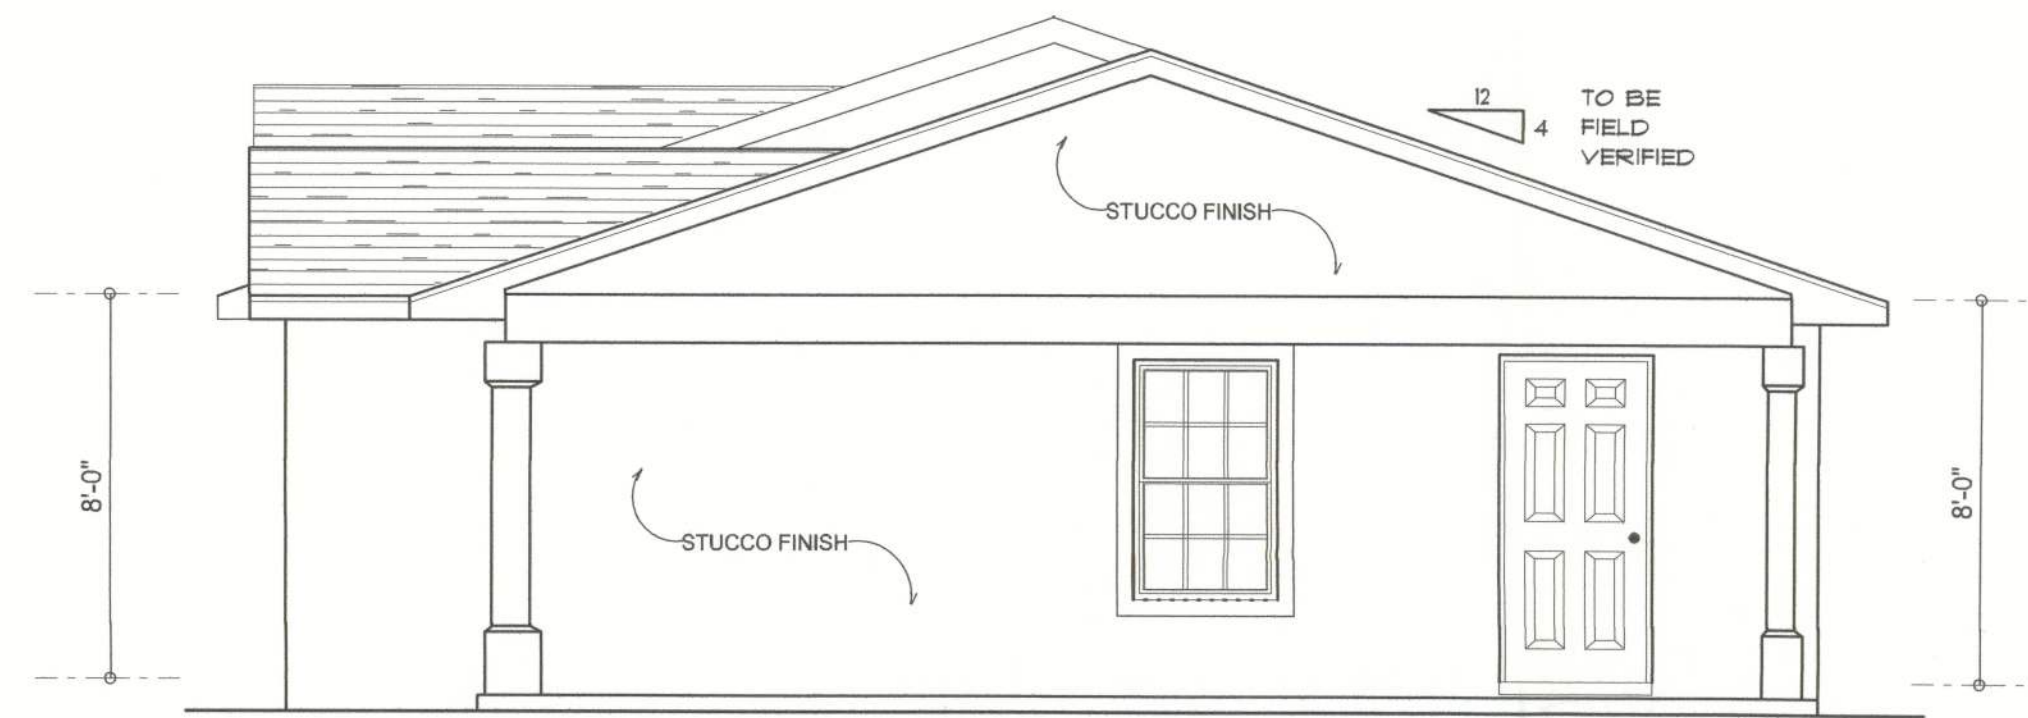 12
4
TO BE
FIELD
VERIFIED
STUCCO FINISH
8'-0"
8'-0"
STUCCO FINISH